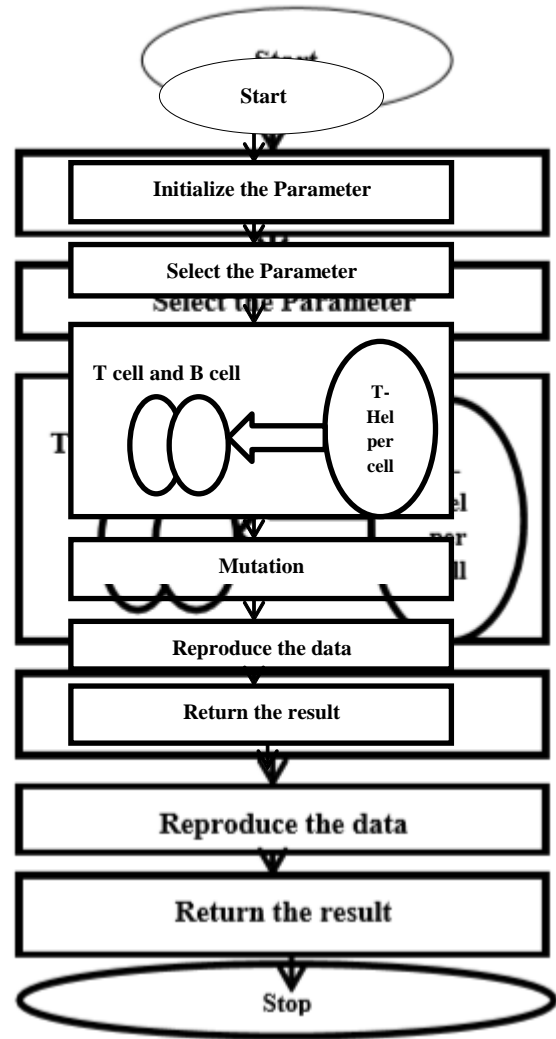 Start
Start
Initialize the Parameter
Select the Parameter
Select the Parameter
T cell and B cell
T-
Hel
per
cell
T
Mutation
Reproduce the data
Return the result
Reproduce the data
Return the result
Stop